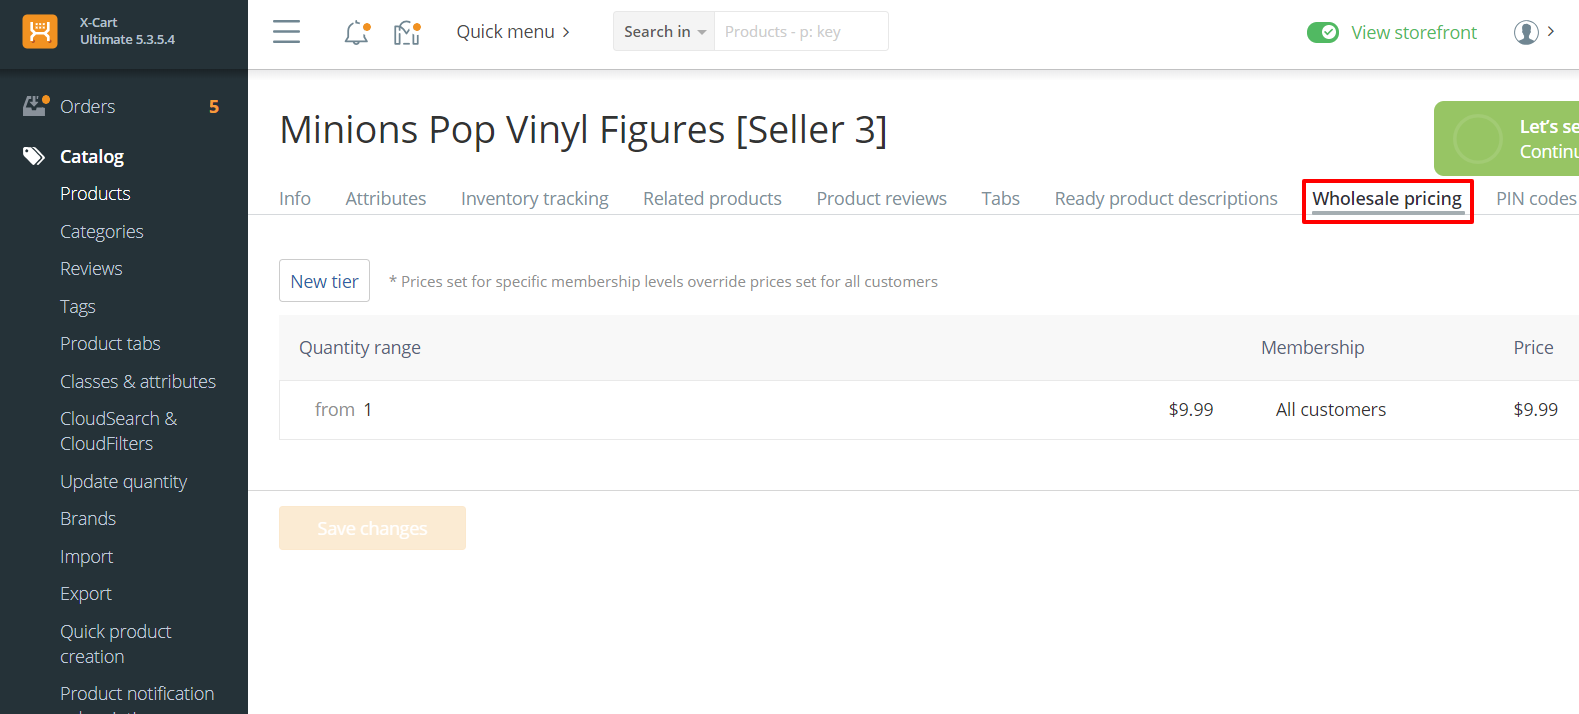 X-Cart
Ultimate 5.3.5.4
Quick menu
Search in
Products - p: key
View storefront
Orders 5
Catalog
Products
Categories
Reviews
Tags
Product tabs
Classes & attributes
CloudSearch &
CloudFilters
Update quantity
Brands
Import
Export
Quick product
creation
Product notification
Minions Pop Vinyl Figures [Seller 3]
Let's se
Continu
Info Attributes Inventory tracking Related products Product reviews Tabs Ready product descriptions Wholesale pricing PIN codes
New tier * Prices set for specific membership levels override prices set for all customers
Quantity range Membership Price
from 1 $9.99 All customers $9.99
Save changes